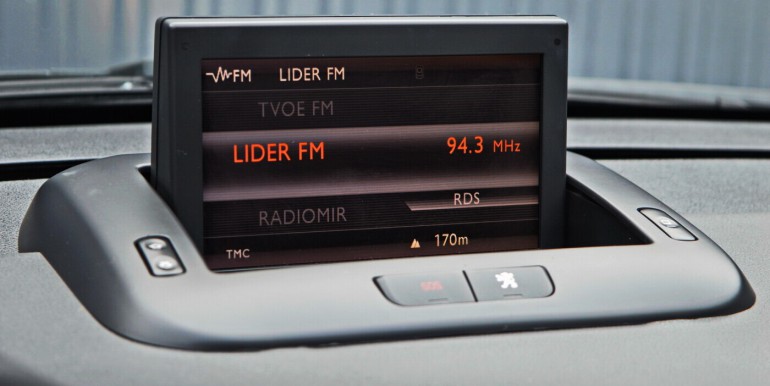 FM LIDER FM
TVOE FM
LIDER FM 94.3 MHz
RADIOMIR RDS
TMC 170m
SOS